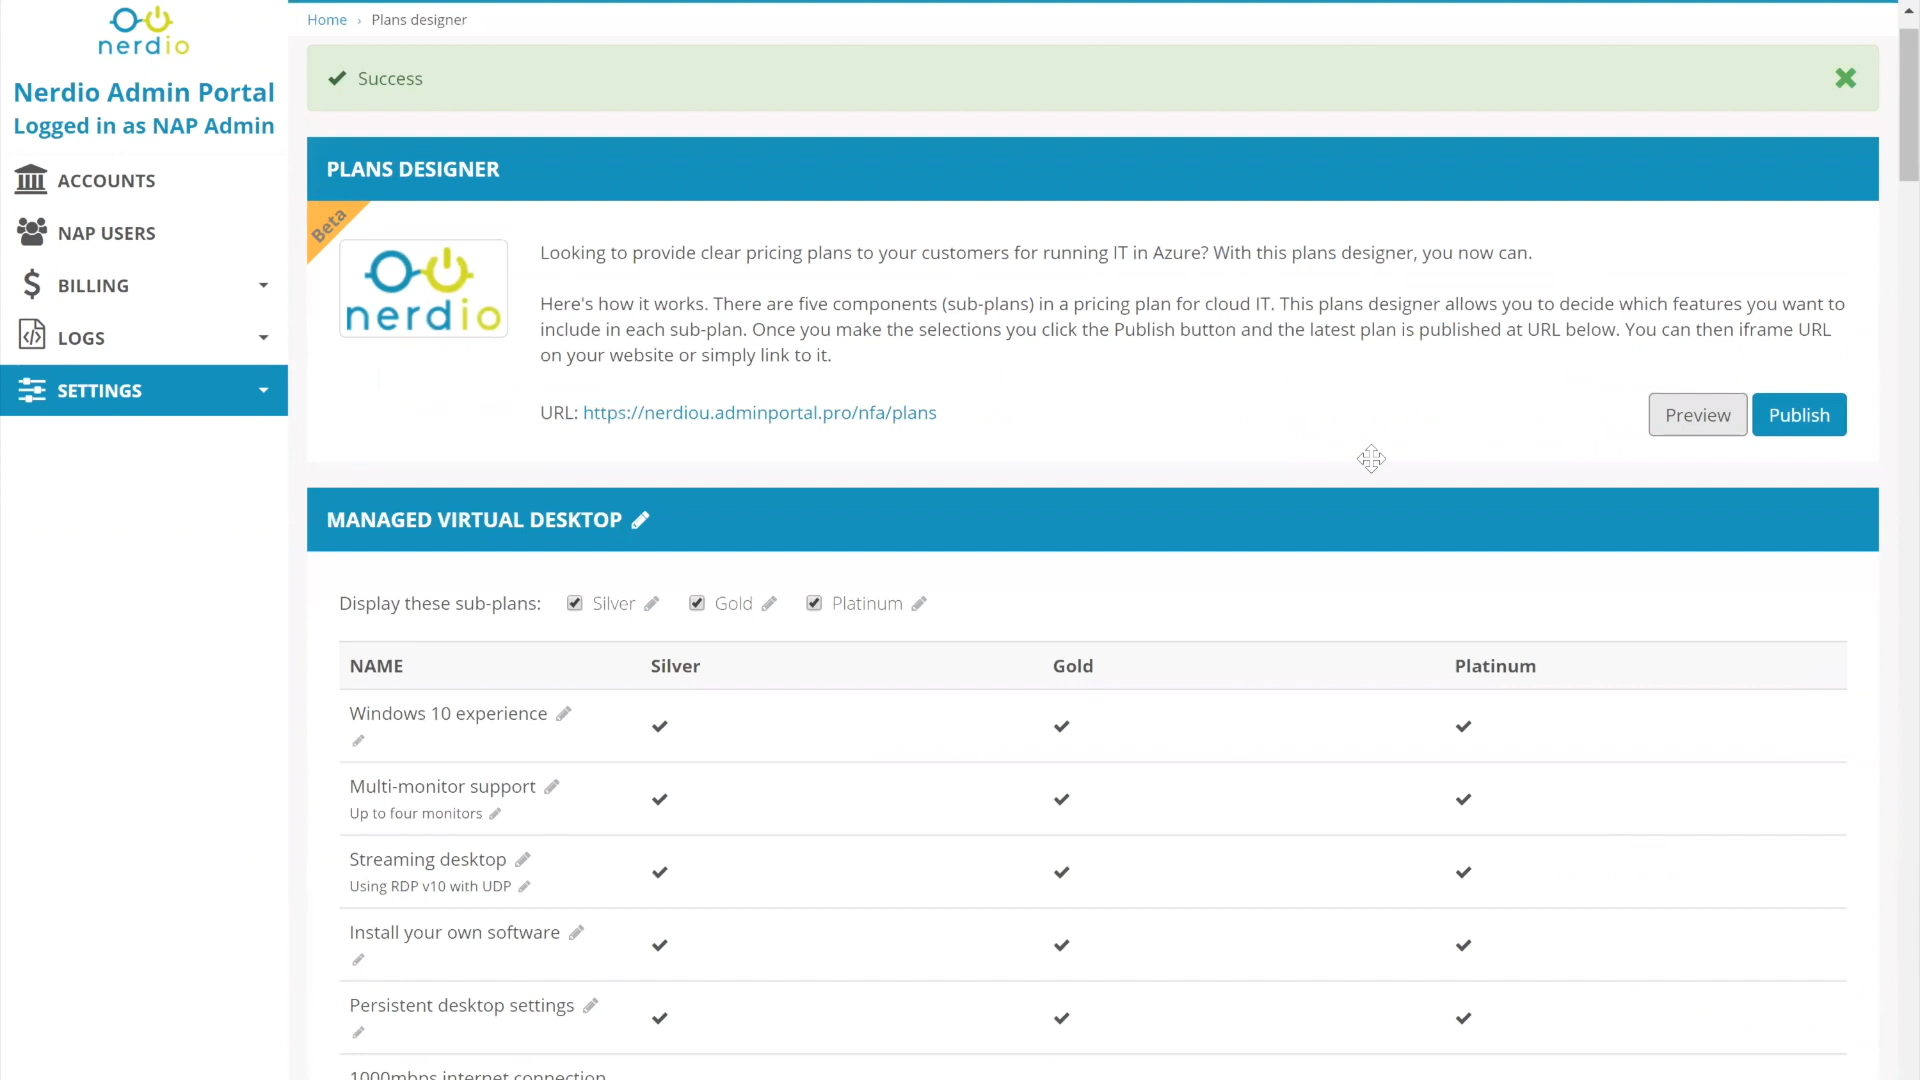 Home › Plans designer
nerdio
Success
Nerdio Admin Portal
Logged in as NAP Admin
ACCOUNTS
NAP USERS
BILLING
LOGS
SETTINGS
PLANS DESIGNER
Beta
nerdio
Looking to provide clear pricing plans to your customers for running IT in Azure? With this plans designer, you now can.
Here's how it works. There are five components (sub-plans) in a pricing plan for cloud IT. This plans designer allows you to decide which features you want to
include in each sub-plan. Once you make the selections you click the Publish button and the latest plan is published at URL below. You can then iframe URL
on your website or simply link to it.
URL: https://nerdiou.adminportal.pro/nfa/plans
Preview Publish
MANAGED VIRTUAL DESKTOP
Display these sub-plans: Silver Gold Platinum
NAME Silver Gold Platinum
Windows 10 experience
Multi-monitor support
Up to four monitors
Streaming desktop
Using RDP v10 with UDP
Install your own software
Persistent desktop settings
1000mbps internet connection